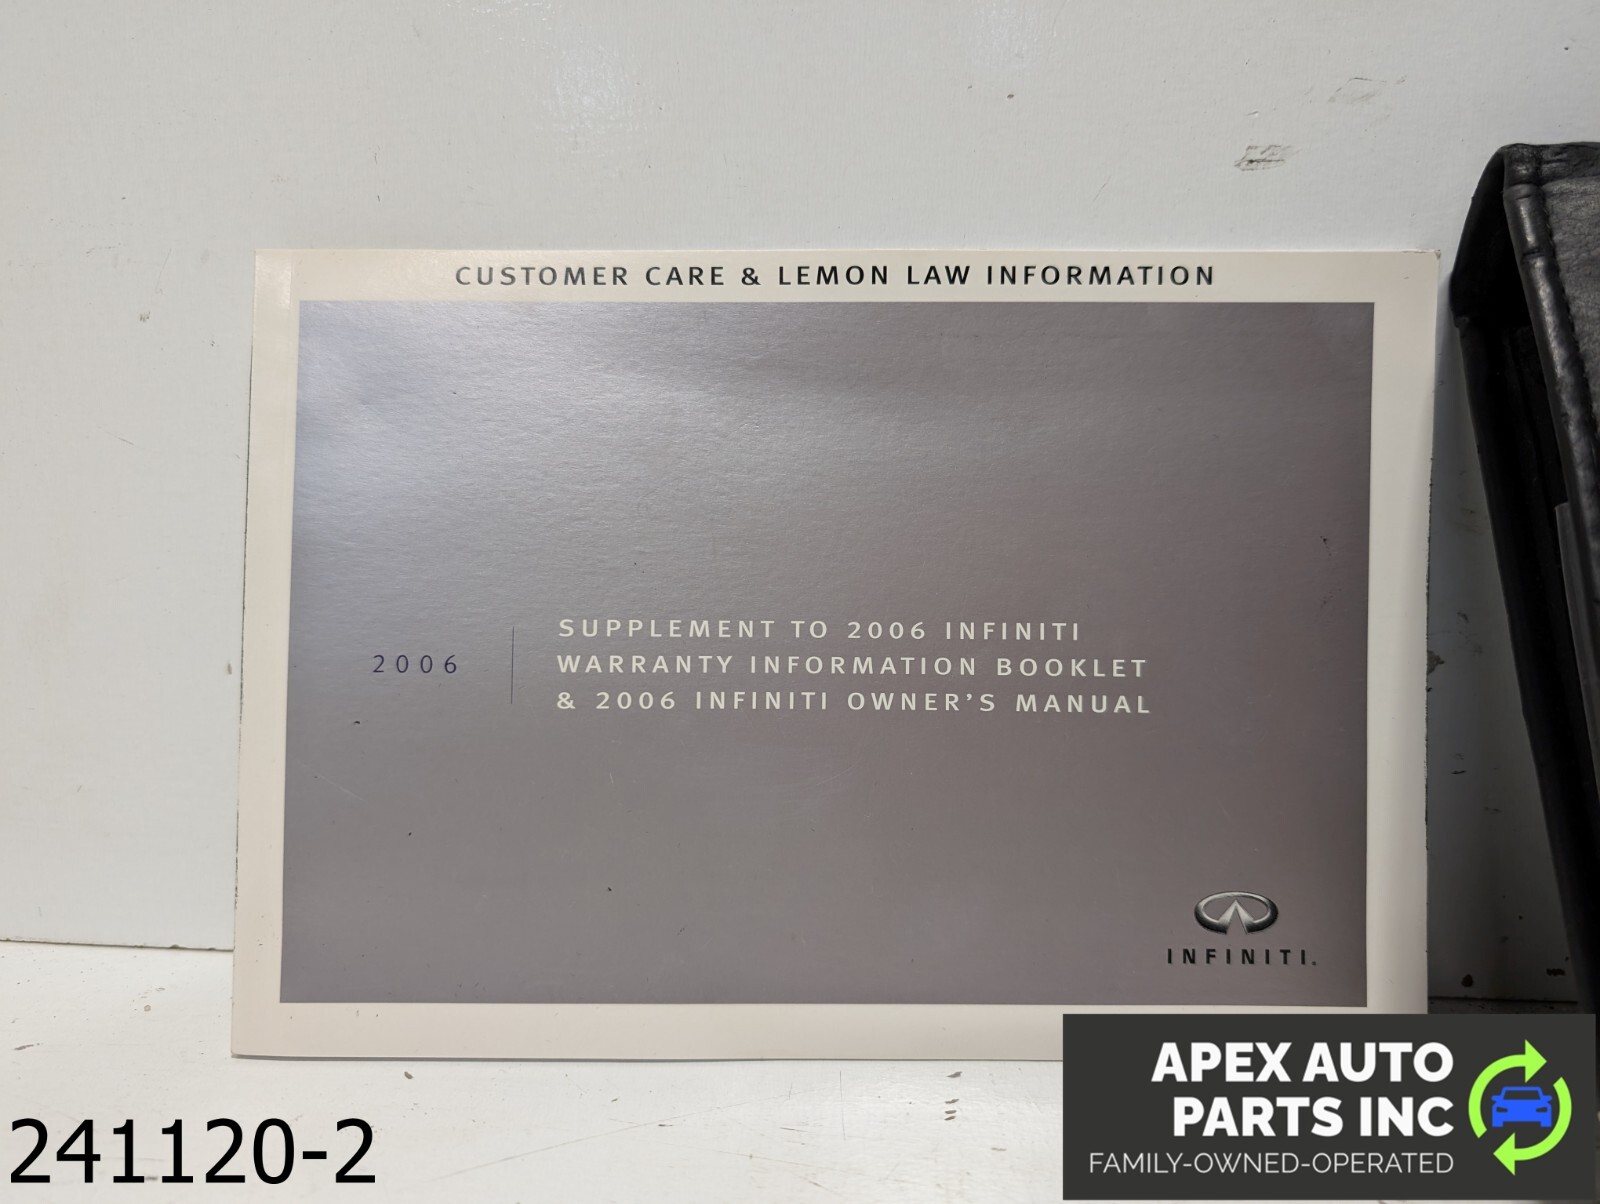 CUSTOMER CARE & LEMON LAW INFORMATION
2006
SUPPLEMENT TO 2006 INFINITI
WARRANTY INFORMATION BOOKLET
& 2006 INFINITI OWNER'S MANUAL
INFINITI.
APEX AUTO
PARTS INC
FAMILY-OWNED-OPERATED
241120-2